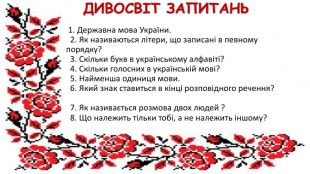 ДИВОСВІТ ЗАПИТАНЬ
1. Державна мова України.
2. Як називаються літери, що записані в певному
порядку?
3. Скільки букв в українському алфавіті?
4. Скільки голосних в українській мові?
5. Найменша одиниця мови.
6. Який знак ставиться в кінці розповідного речення?
7. Як називається розмова двох людей ?
8. Що належить тільки тобі, а не належить іншому?